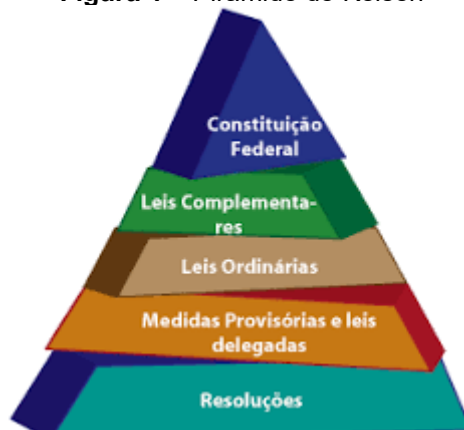 Constituição
Federal
Leis Complementa-
res
Leis Ordinárias
Medidas Provisórias e leis
delegadas
Resoluções